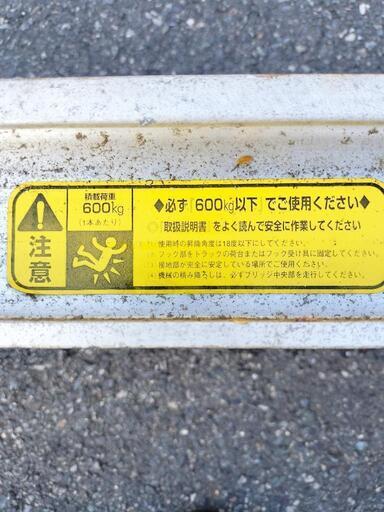 注意
積載荷重
600kg
(1本あたり)
◆必ず「600kg以下」でご使用ください◆
◎「取扱説明書」をよく読んで安全に作業してください
使用時の昇降角度は18度以下にしてください。
フック部をトラックの荷台またはフック受け具に固定してください。
接地部が完全に安定している場所でご使用ください。
機械の積み降ろしは、必ずブリッジ中央部を走行してください。